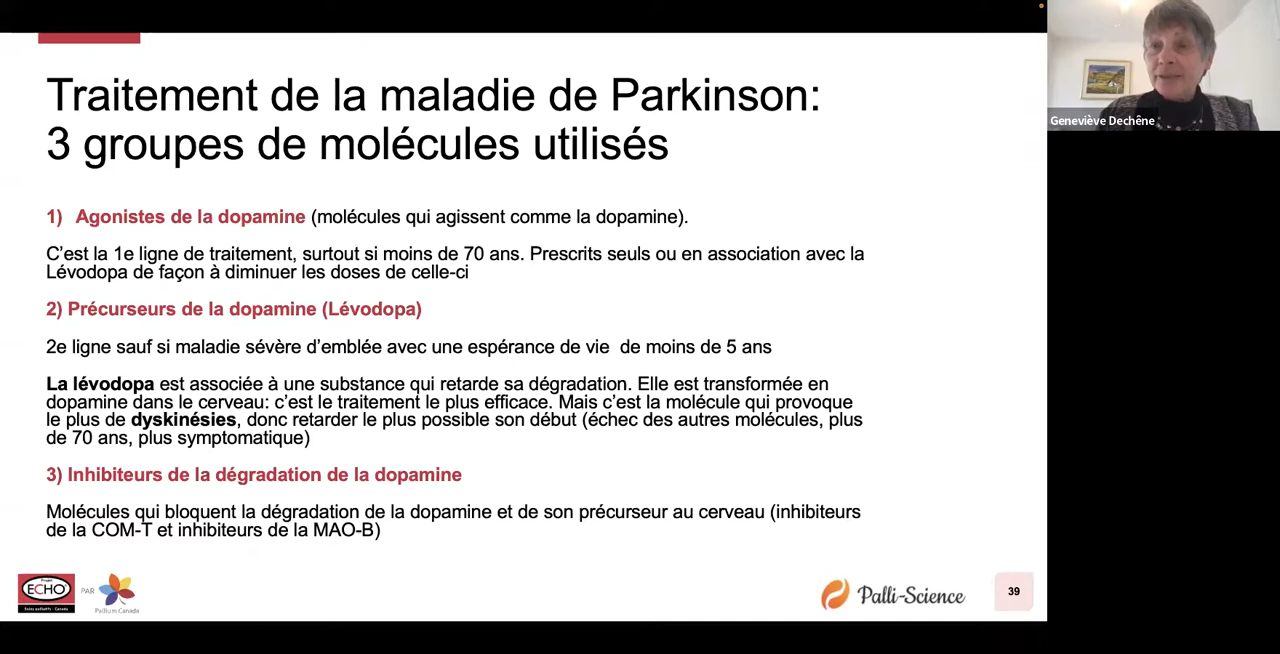 Traitement de la maladie de Parkinson:
3 groupes de molécules utilisés
Geneviève Dechêne
1) Agonistes de la dopamine (molécules qui agissent comme la dopamine).
C’est la 1e ligne de traitement, surtout si moins de 70 ans. Prescrits seuls ou en association avec la
Lévodopa de façon à diminuer les doses de celle-ci
2) Précurseurs de la dopamine (Lévodopa)
2e ligne sauf si maladie sévère d’emblée avec une espérance de vie de moins de 5 ans
La lévodopa est associée à une substance qui retarde sa dégradation. Elle est transformée en
dopamine dans le cerveau: c’est le traitement le plus efficace. Mais c’est la molécule qui provoque
le plus de dyskinésies, donc retarder le plus possible son début (échec des autres molécules, plus
de 70 ans, plus symptomatique)
3) Inhibiteurs de la dégradation de la dopamine
Molécules qui bloquent la dégradation de la dopamine et de son précurseur au cerveau (inhibiteurs
de la COM-T et inhibiteurs de la MAO-B)
Projet
ECHO
Soins palliatifs Canada
PAR
Pallium Canada
Palli-Science
39